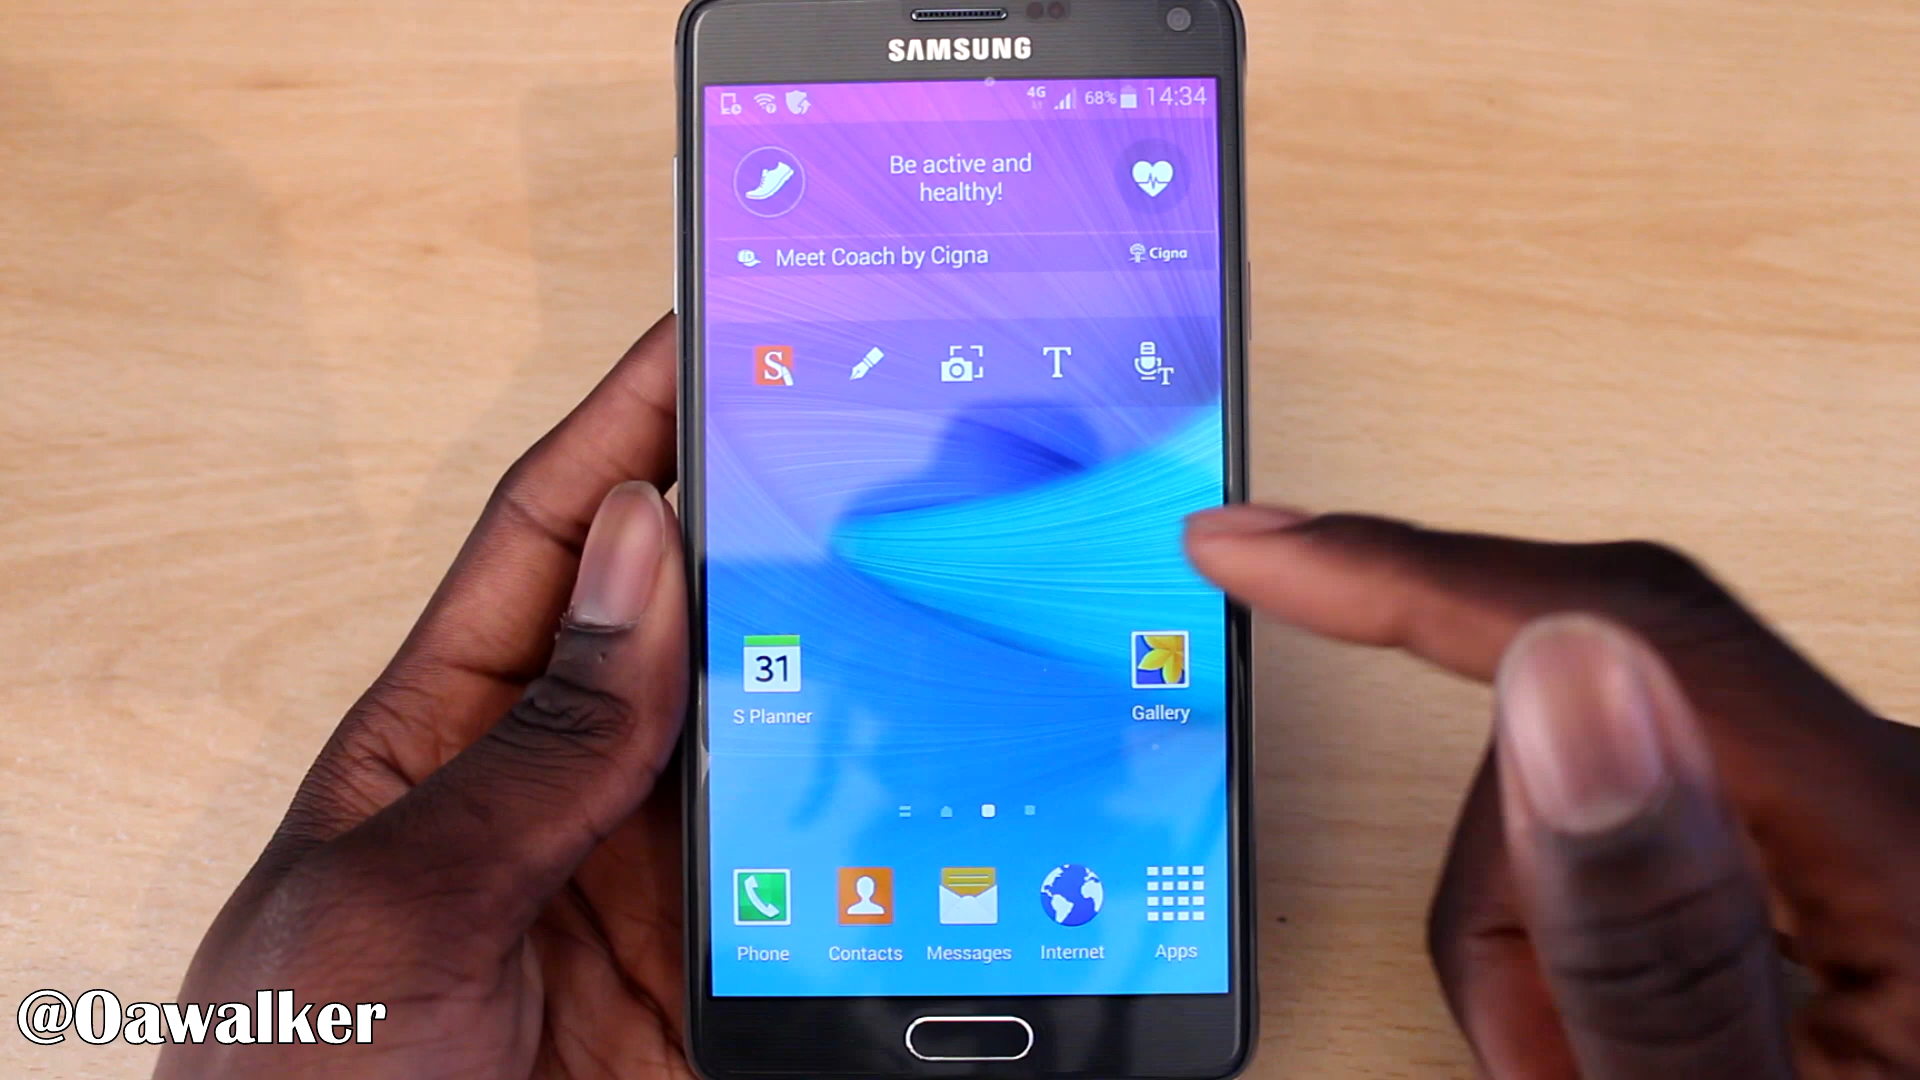 SAMSUNG
4G 68% 14:34
Be active and
healthy!
Meet Coach by Cigna
Cigna
S T T
31
S Planner
Gallery
Phone Contacts Messages Internet Apps
@0awalker